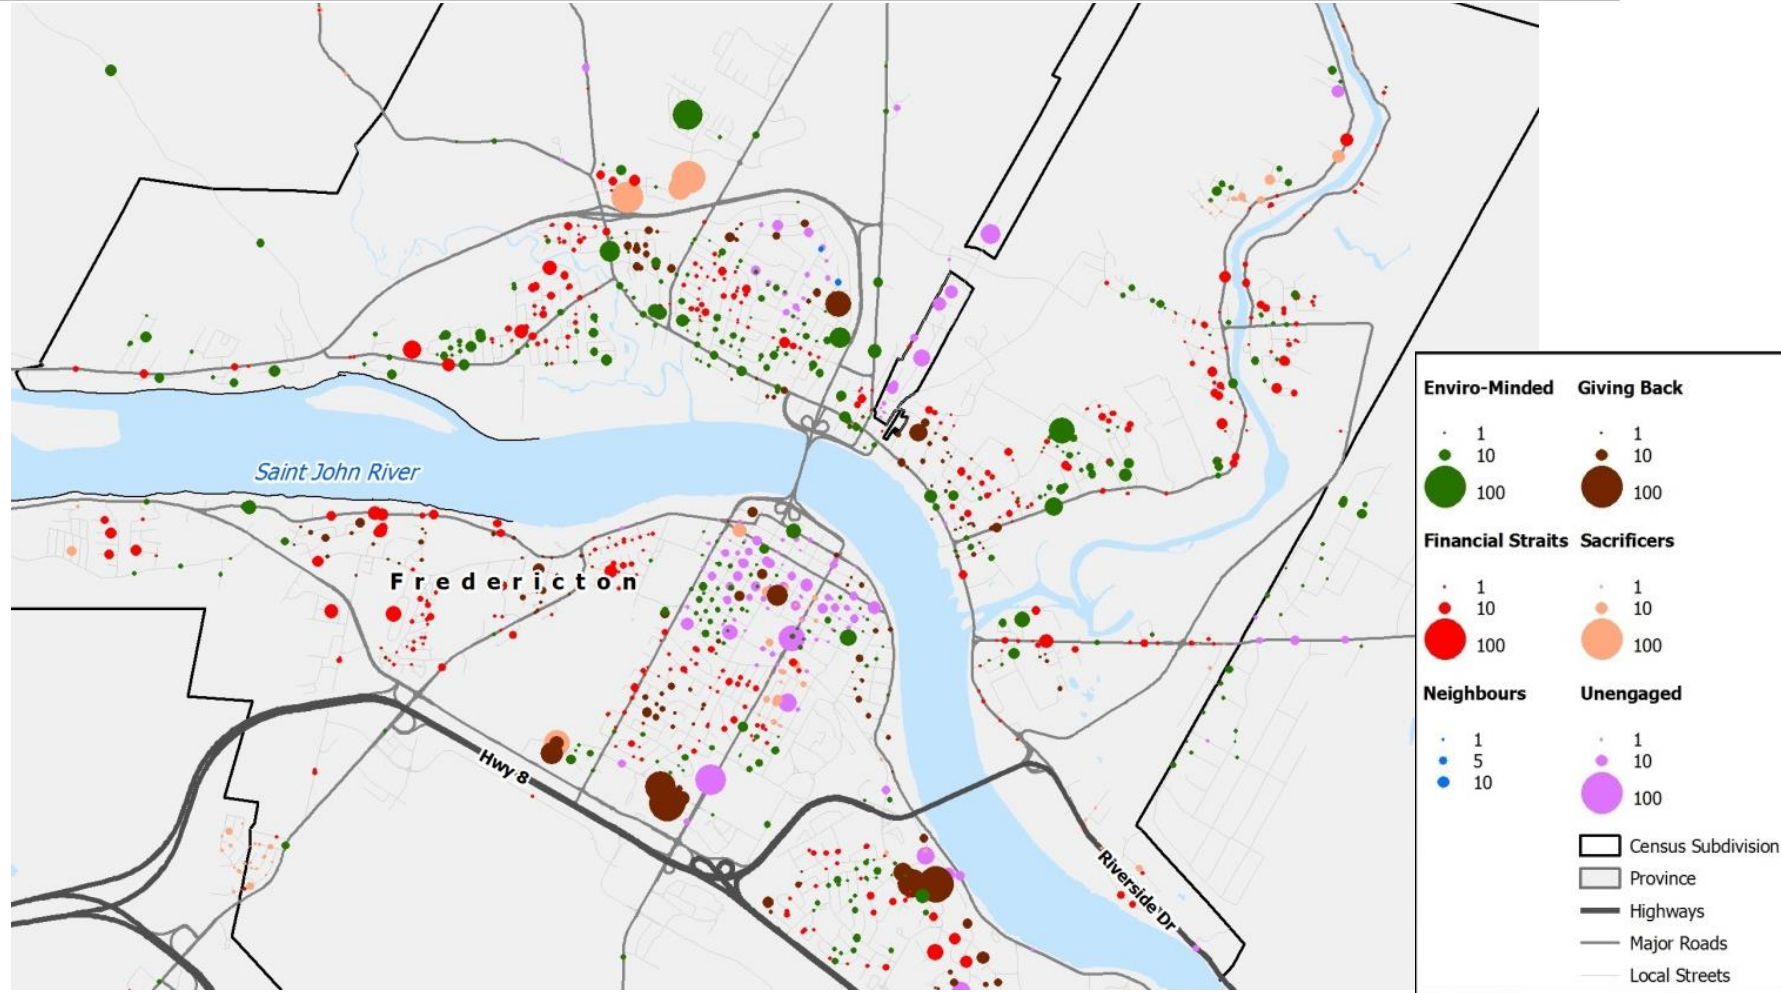 Saint John River
Fredericton
Hwy 8
Riverside Dr
Enviro-Minded
1
10
100
Giving Back
1
10
100
Financial Straits
1
10
100
Sacrificers
1
10
100
Neighbours
1
5
10
Unengaged
1
10
100
Census Subdivision
Province
Highways
Major Roads
Local Streets